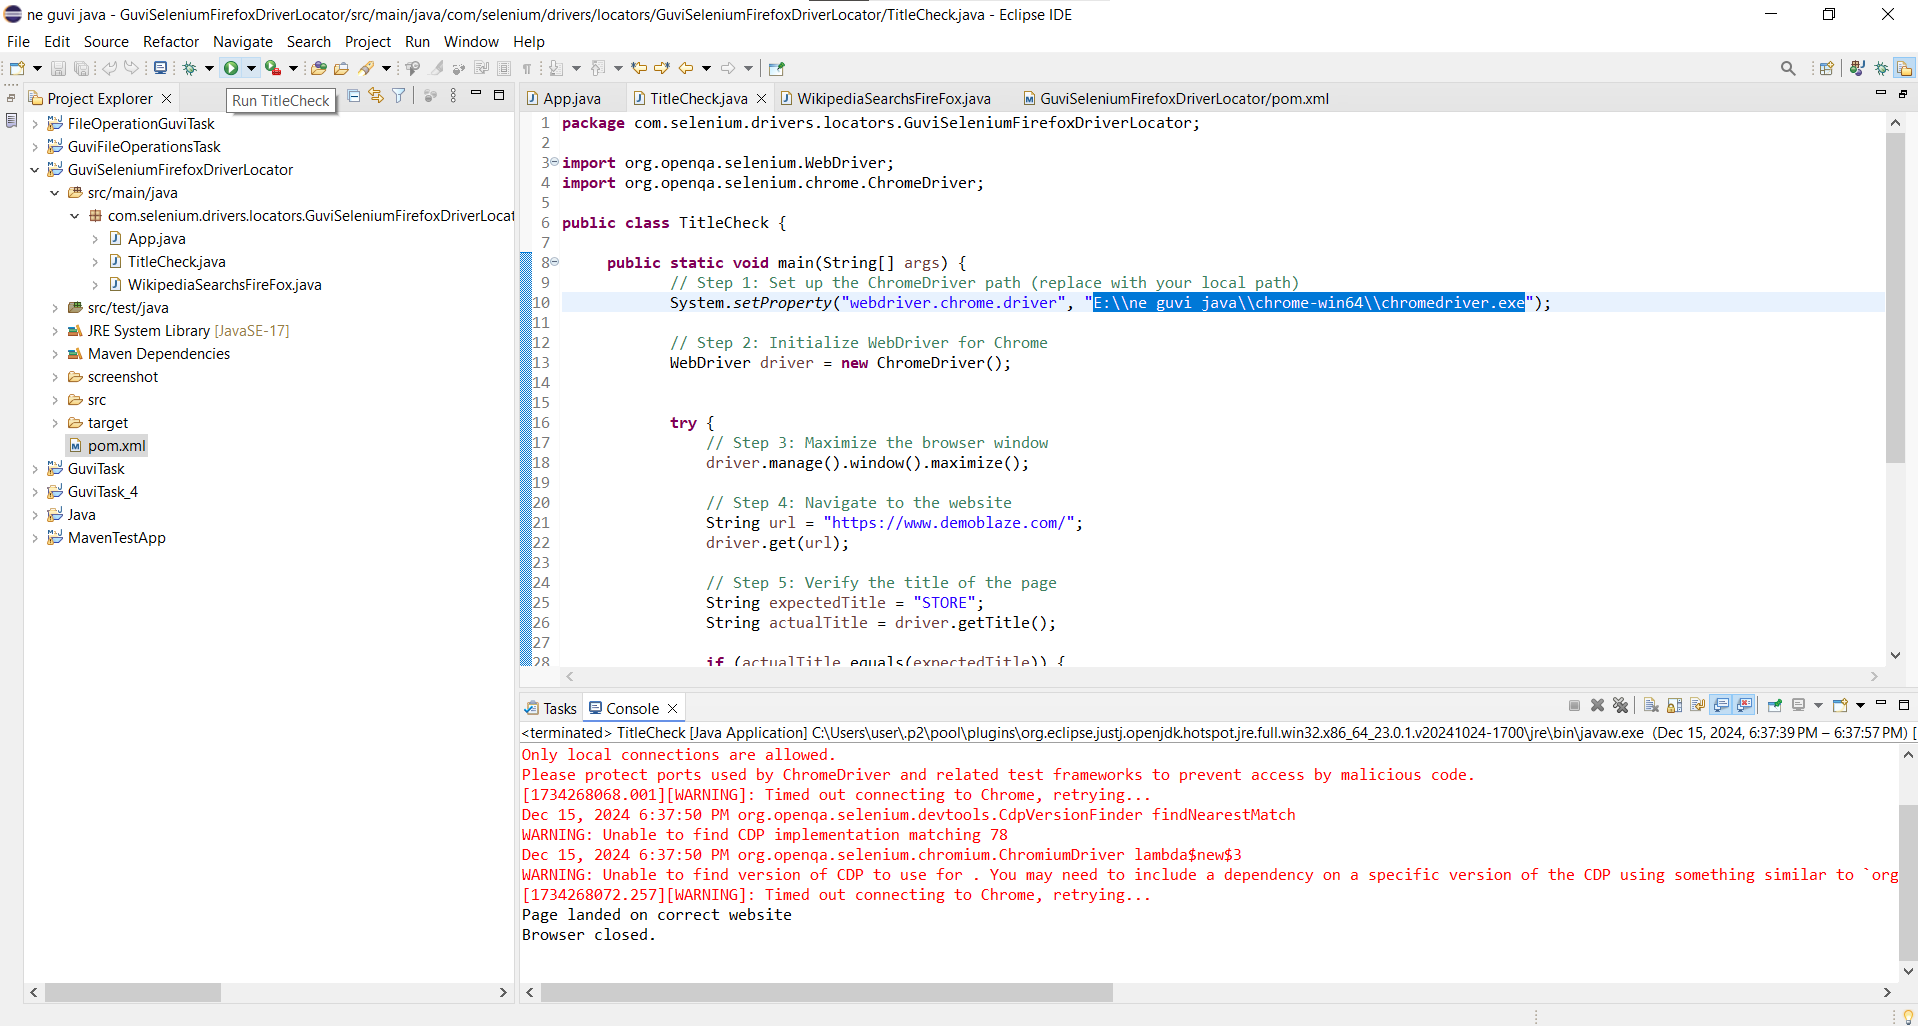 ne guvi java - GuviSeleniumFirefoxDriverLocator/src/main/java/com/selenium/drivers/locators/GuviSeleniumFirefoxDriverLocator/TitleCheck.java - Eclipse IDE
File Edit Source Refactor Navigate Search Project Run Window Help
Project Explorer
Run TitleCheck
FileOperationGuviTask
GuviFileOperationsTask
GuviSeleniumFirefoxDriverLocator
src/main/java
com.selenium.drivers.locators.GuviSeleniumFirefoxDriverLocat
App.java
TitleCheck.java
WikipediaSearchsFireFox.java
src/test/java
JRE System Library [JavaSE-17]
Maven Dependencies
screenshot
src
target
pom.xml
GuviTask
GuviTask_4
Java
MavenTestApp
App.java TitleCheck.java WikipediaSearchsFireFox.java GuviSeleniumFirefoxDriverLocator/pom.xml
1 package com.selenium.drivers.locators.GuviSeleniumFirefoxDriverLocator;
2
3 import org.openqa.selenium.WebDriver;
4 import org.openqa.selenium.chrome.ChromeDriver;
5
6 public class TitleCheck {
7
8 public static void main(String[] args) {
9 // Step 1: Set up the ChromeDriver path (replace with your local path)
10 System.setProperty("webdriver.chrome.driver", "E:\\ne guvi java\\chrome-win64\\chromedriver.exe");
11
12 // Step 2: Initialize WebDriver for Chrome
13 WebDriver driver = new ChromeDriver();
14
15
16 try {
17 // Step 3: Maximize the browser window
18 driver.manage().window().maximize();
19
20 // Step 4: Navigate to the website
21 String url = "https://www.demoblaze.com/";
22 driver.get(url);
23
24 // Step 5: Verify the title of the page
25 String expectedTitle = "STORE";
26 String actualTitle = driver.getTitle();
27
28 if (actualTitle.equals(expectedTitle)) {
Tasks Console
<terminated> TitleCheck [Java Application] C:\Users\user\.p2\pool\plugins\org.eclipse.justj.openjdk.hotspot.jre.full.win32.x86_64_23.0.1.v20241024-1700\jre\bin\javaw.exe (Dec 15, 2024, 6:37:39 PM – 6:37:57 PM) [
Only local connections are allowed.
Please protect ports used by ChromeDriver and related test frameworks to prevent access by malicious code.
[1734268068.001][WARNING]: Timed out connecting to Chrome, retrying...
Dec 15, 2024 6:37:50 PM org.openqa.selenium.devtools.CdpVersionFinder findNearestMatch
WARNING: Unable to find CDP implementation matching 78
Dec 15, 2024 6:37:50 PM org.openqa.selenium.chromium.ChromiumDriver lambda$new$3
WARNING: Unable to find version of CDP to use for . You may need to include a dependency on a specific version of the CDP using something similar to `org
[1734268072.257][WARNING]: Timed out connecting to Chrome, retrying...
Page landed on correct website
Browser closed.